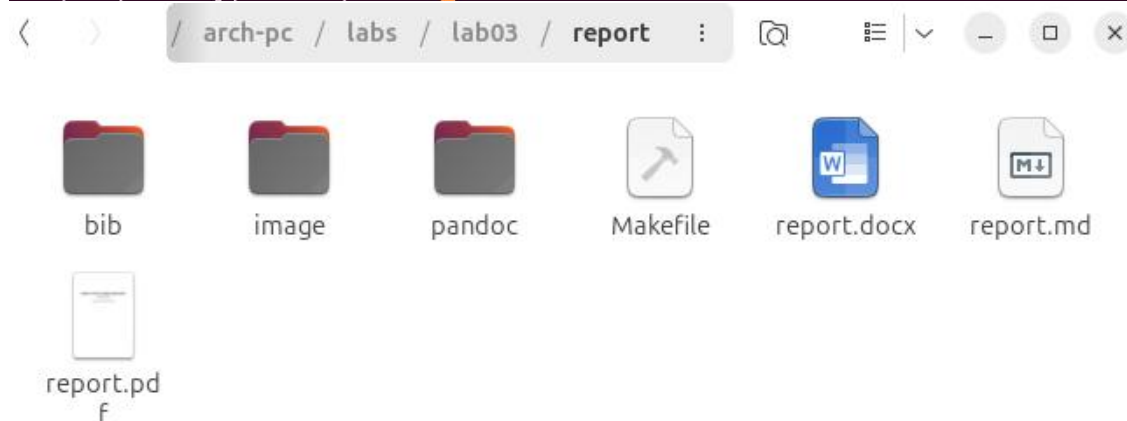 / arch-pc / labs / lab03 / report
W
M
bib
image
pandoc
Makefile
report.docx
report.md
report.pd
f